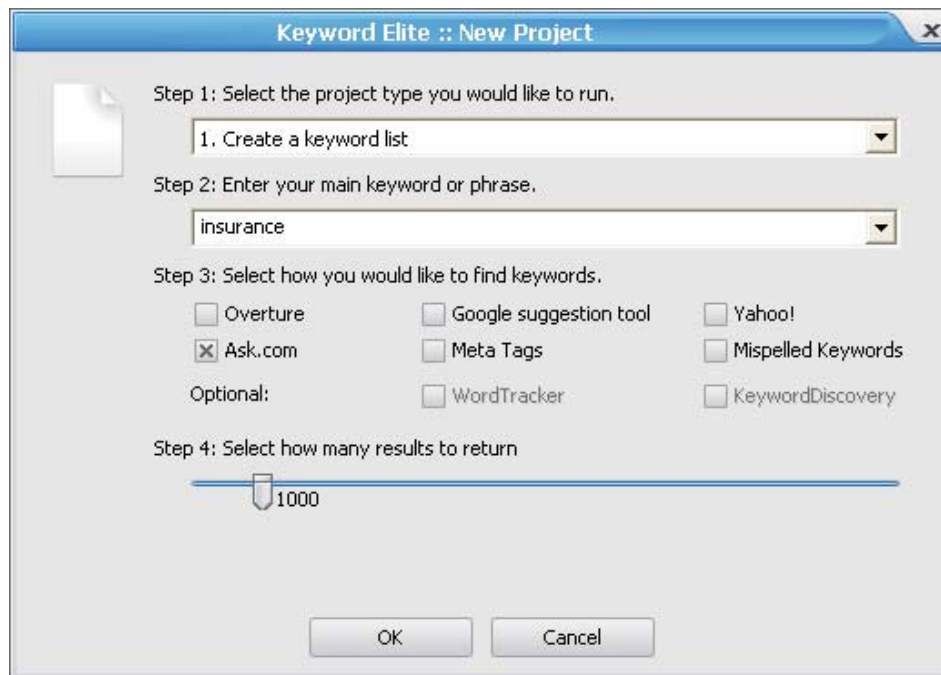 Keyword Elite :: New Project
Step 1: Select the project type you would like to run.
1. Create a keyword list
Step 2: Enter your main keyword or phrase.
insurance
Step 3: Select how you would like to find keywords.
Overture Google suggestion tool Yahoo!
Ask.com Meta Tags Mispelled Keywords
Optional: WordTracker KeywordDiscovery
Step 4: Select how many results to return
1000
OK Cancel